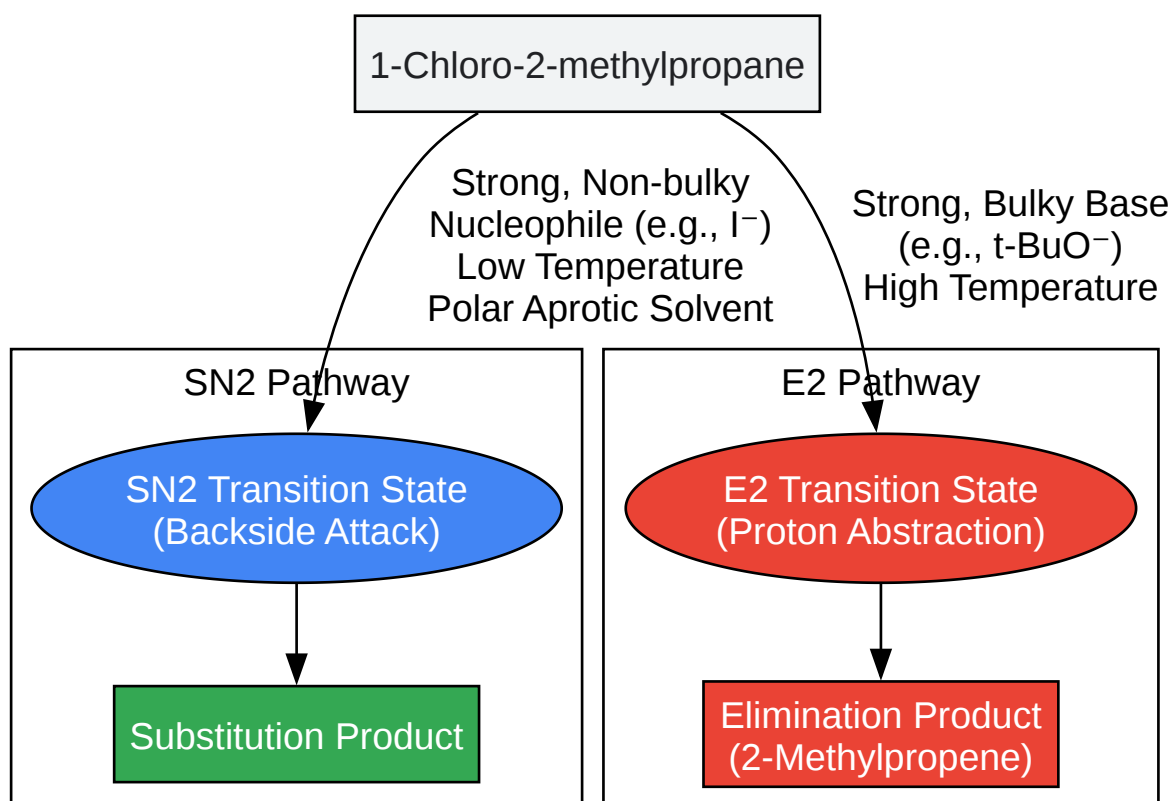 1-Chloro-2-methylpropane
Strong, Non-bulky
Nucleophile (e.g., I⁻)
Low Temperature
Polar Aprotic Solvent
Strong, Bulky Base
(e.g., t-BuO⁻)
High Temperature
SN2 Pathway
SN2 Transition State
(Backside Attack)
Substitution Product
E2 Pathway
E2 Transition State
(Proton Abstraction)
Elimination Product
(2-Methylpropene)